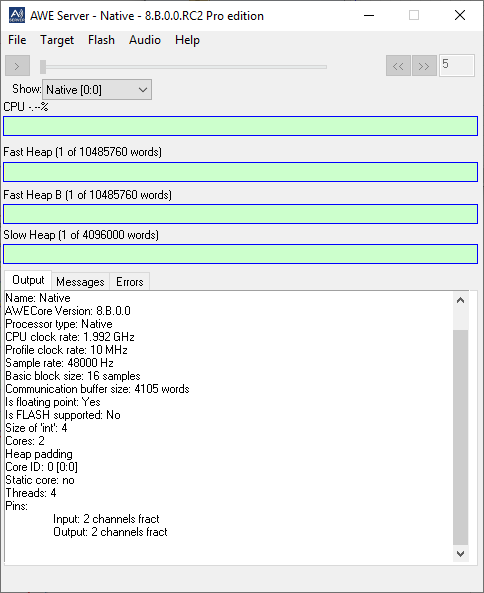 AWE Server - Native - 8.B.0.0.RC2 Pro edition
File Target Flash Audio Help
> << >> 5
Show: Native [0:0]
CPU -.--%
Fast Heap (1 of 10485760 words)
Fast Heap B (1 of 10485760 words)
Slow Heap (1 of 4096000 words)
Output Messages Errors
Name: Native
AWECore Version: 8.B.0.0
Processor type: Native
CPU clock rate: 1.992 GHz
Profile clock rate: 10 MHz
Sample rate: 48000 Hz
Basic block size: 16 samples
Communication buffer size: 4105 words
Is floating point: Yes
Is FLASH supported: No
Size of 'int': 4
Cores: 2
Heap padding
Core ID: 0 [0:0]
Static core: no
Threads: 4
Pins:
Input: 2 channels fract
Output: 2 channels fract